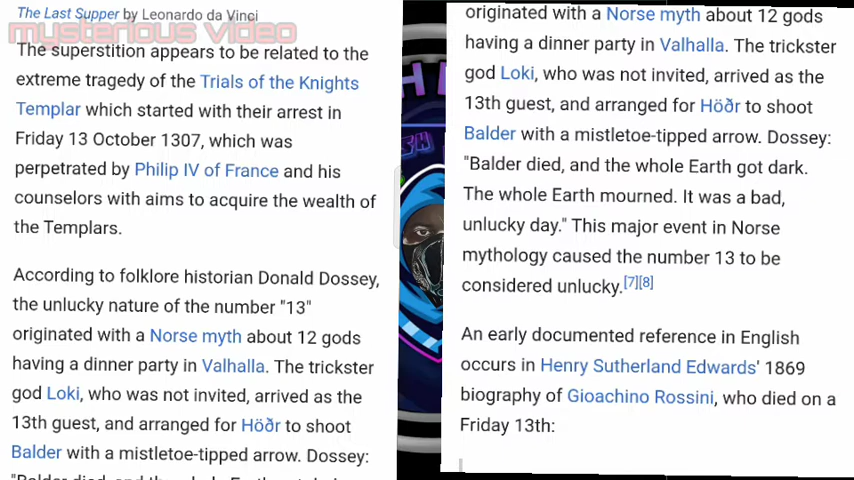 The Last Supper by Leonardo da Vinci
mysterious video
The superstition appears to be related to the
extreme tragedy of the Trials of the Knights
Templar which started with their arrest in
Friday 13 October 1307, which was
perpetrated by Philip IV of France and his
counselors with aims to acquire the wealth of
the Templars.
According to folklore historian Donald Dossey,
the unlucky nature of the number "13"
originated with a Norse myth about 12 gods
having a dinner party in Valhalla. The trickster
god Loki, who was not invited, arrived as the
13th guest, and arranged for Höðr to shoot
Balder with a mistletoe-tipped arrow. Dossey:
originated with a Norse myth about 12 gods
having a dinner party in Valhalla. The trickster
god Loki, who was not invited, arrived as the
13th guest, and arranged for Höðr to shoot
Balder with a mistletoe-tipped arrow. Dossey:
"Balder died, and the whole Earth got dark.
The whole Earth mourned. It was a bad,
unlucky day." This major event in Norse
mythology caused the number 13 to be
considered unlucky.[7][8]
An early documented reference in English
occurs in Henry Sutherland Edwards' 1869
biography of Gioachino Rossini, who died on a
Friday 13th: